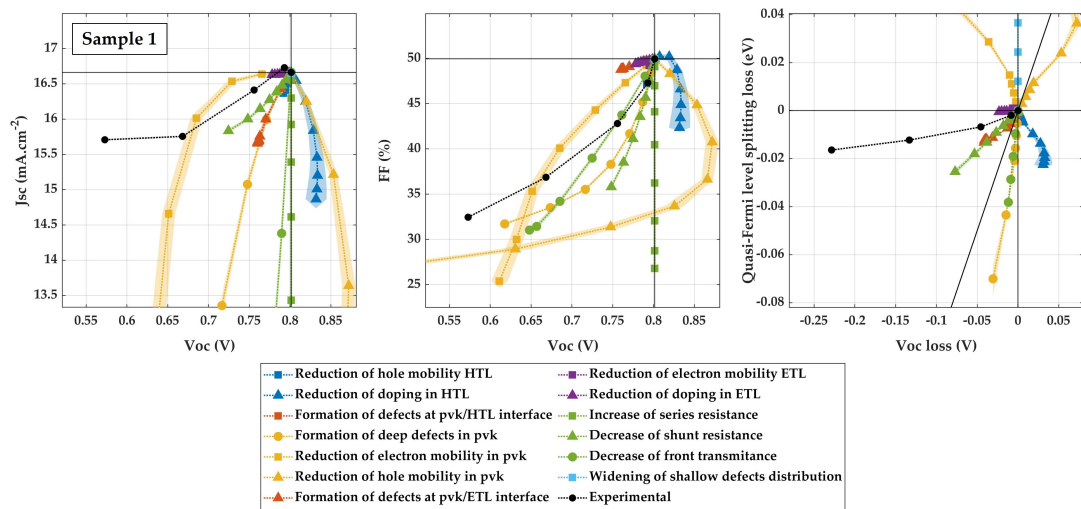 Sample 1
Jsc (mA.cm-2)
17
16.5
16
15.5
15
14.5
14
13.5
0.55 0.6 0.65 0.7 0.75 0.8 0.85
Voc (V)
FF (%)
55
50
45
40
35
30
25
0.55 0.6 0.65 0.7 0.75 0.8 0.85
Voc (V)
Quasi-Fermi level splitting loss (eV)
0.04
0.02
0
-0.02
-0.04
-0.06
-0.08
-0.25 -0.2 -0.15 -0.1 -0.05 0 0.05
Voc loss (V)
Reduction of hole mobility HTL
Reduction of doping in HTL
Formation of defects at pvk/HTL interface
Formation of deep defects in pvk
Reduction of electron mobility in pvk
Reduction of hole mobility in pvk
Formation of defects at pvk/ETL interface
Reduction of electron mobility ETL
Reduction of doping in ETL
Increase of series resistance
Decrease of shunt resistance
Decrease of front transmitance
Widening of shallow defects distribution
Experimental